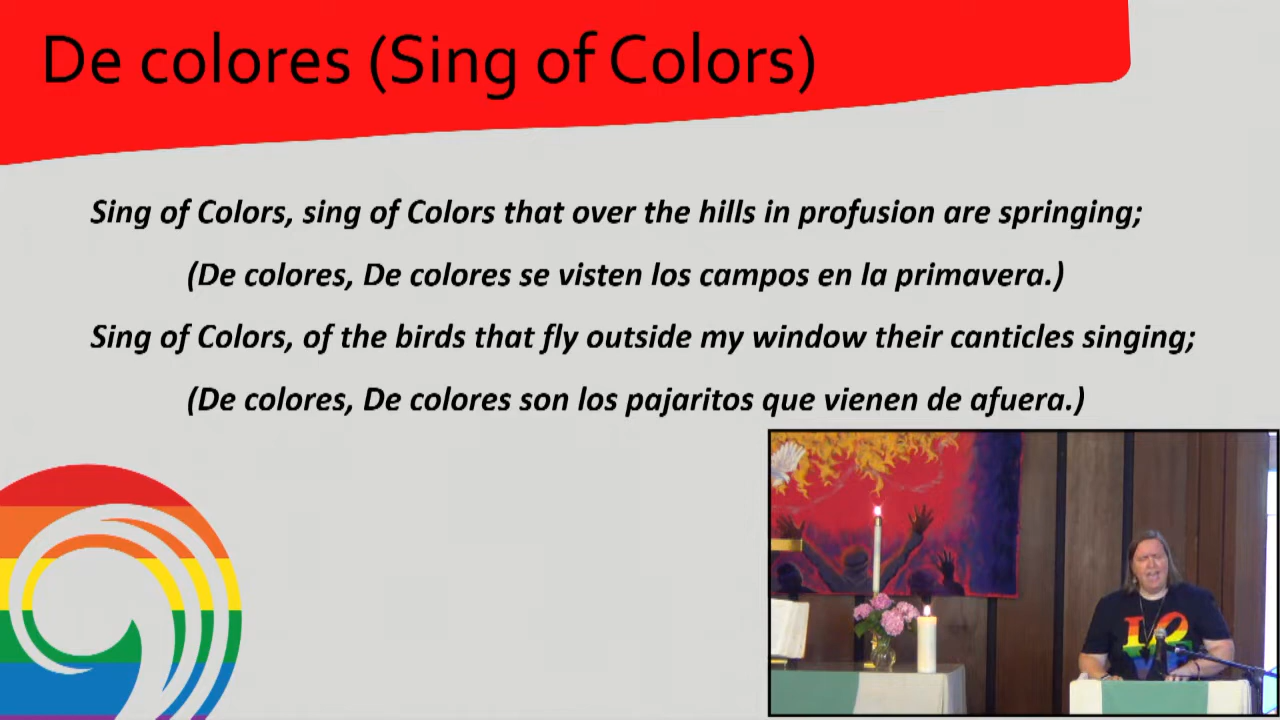 De colores (Sing of Colors)
Sing of Colors, sing of Colors that over the hills in profusion are springing;
(De colores, De colores se visten los campos en la primavera.)
Sing of Colors, of the birds that fly outside my window their canticles singing;
(De colores, De colores son los pajaritos que vienen de afuera.)